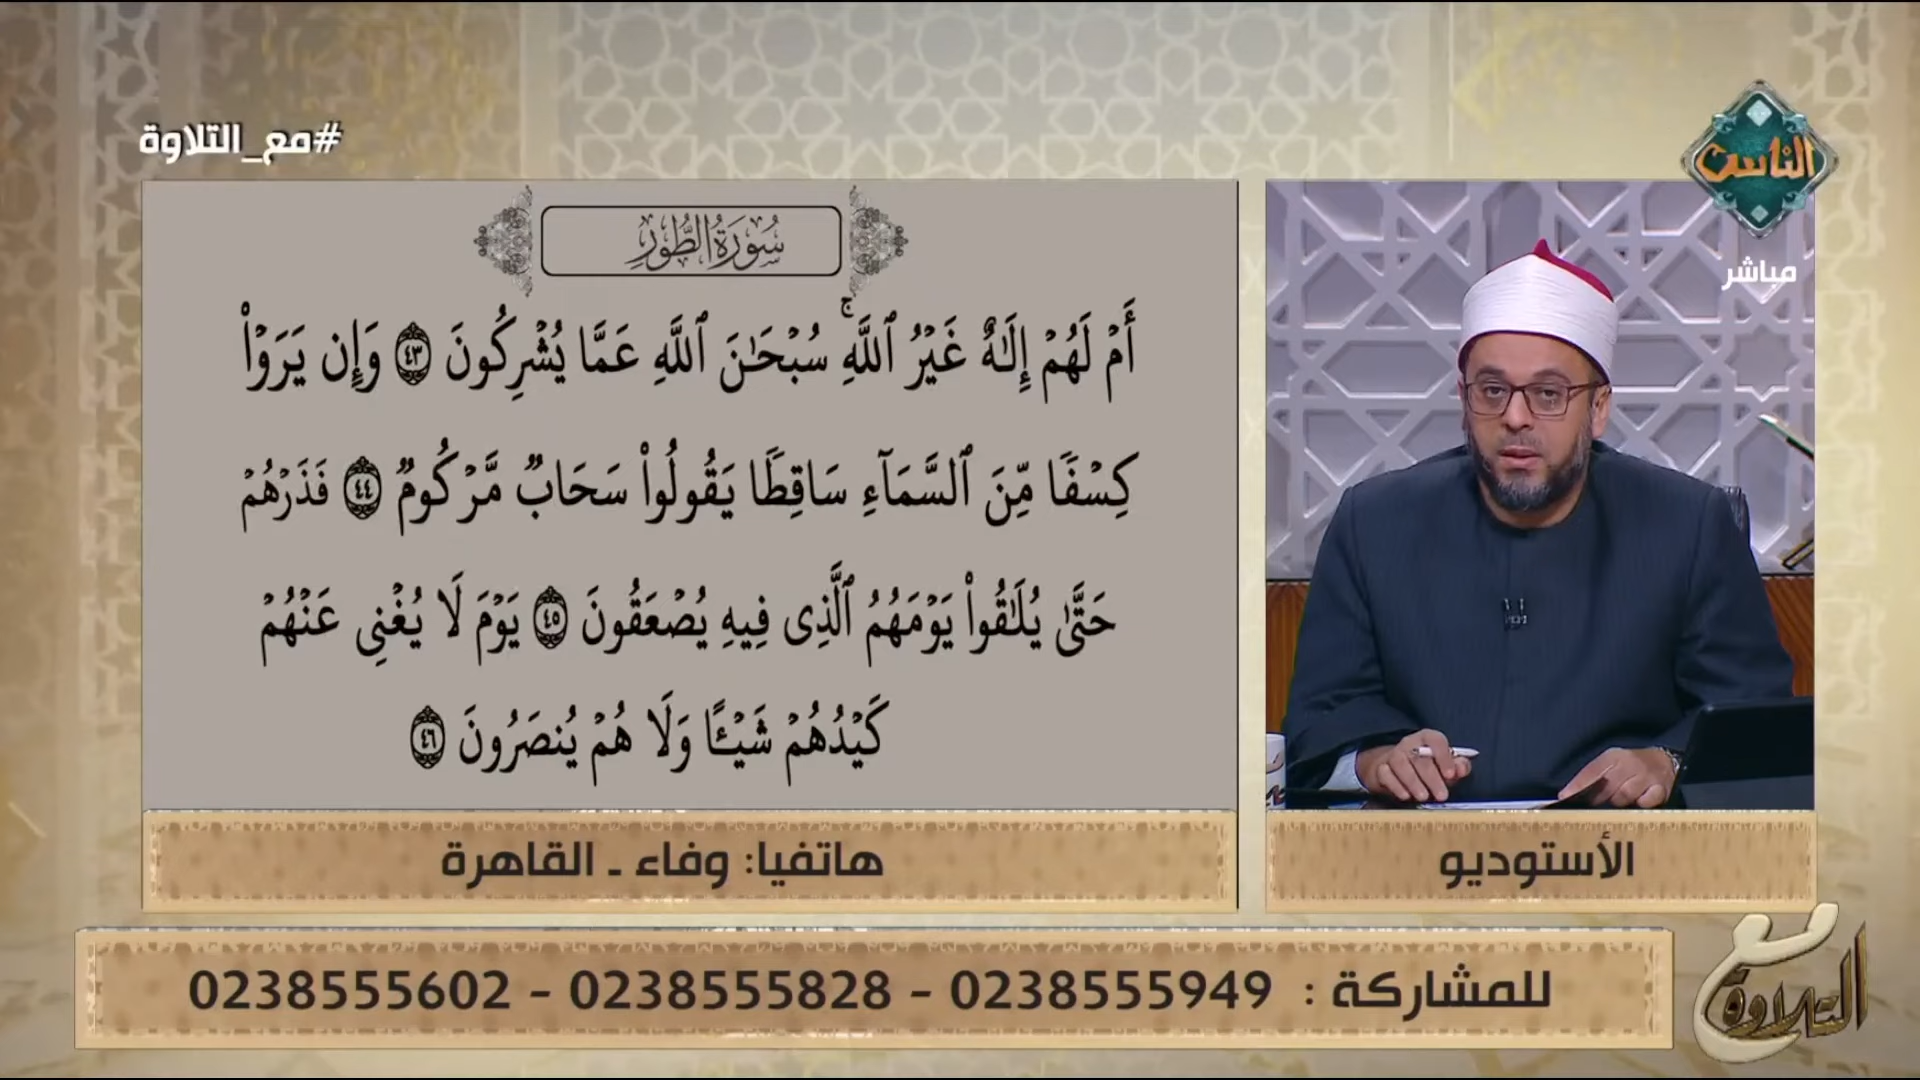 #مع_التلاوة
الناس
مباشر
سُورَةُ الطُّورِ
أَمْ لَهُمْ إِلَٰهٌ غَيْرُ ٱللَّهِۚ سُبْحَٰنَ ٱللَّهِ عَمَّا يُشْرِكُونَ ٤٣ وَإِن يَرَوْا۟
كِسْفًا مِّنَ ٱلسَّمَآءِ سَاقِطًا يَقُولُوا۟ سَحَابٌ مَّرْكُومٌ ٤٤ فَذَرْهُمْ
حَتَّىٰ يُلَٰقُوا۟ يَوْمَهُمُ ٱلَّذِى فِيهِ يُصْعَقُونَ ٤٥ يَوْمَ لَا يُغْنِى عَنْهُمْ
كَيْدُهُمْ شَيْـًٔا وَلَا هُمْ يُنصَرُونَ ٤٦
الأستوديو
هاتفيا: وفاء - القاهرة
للمشاركة : 0238555949 - 0238555828 - 0238555602
مع التلاوة